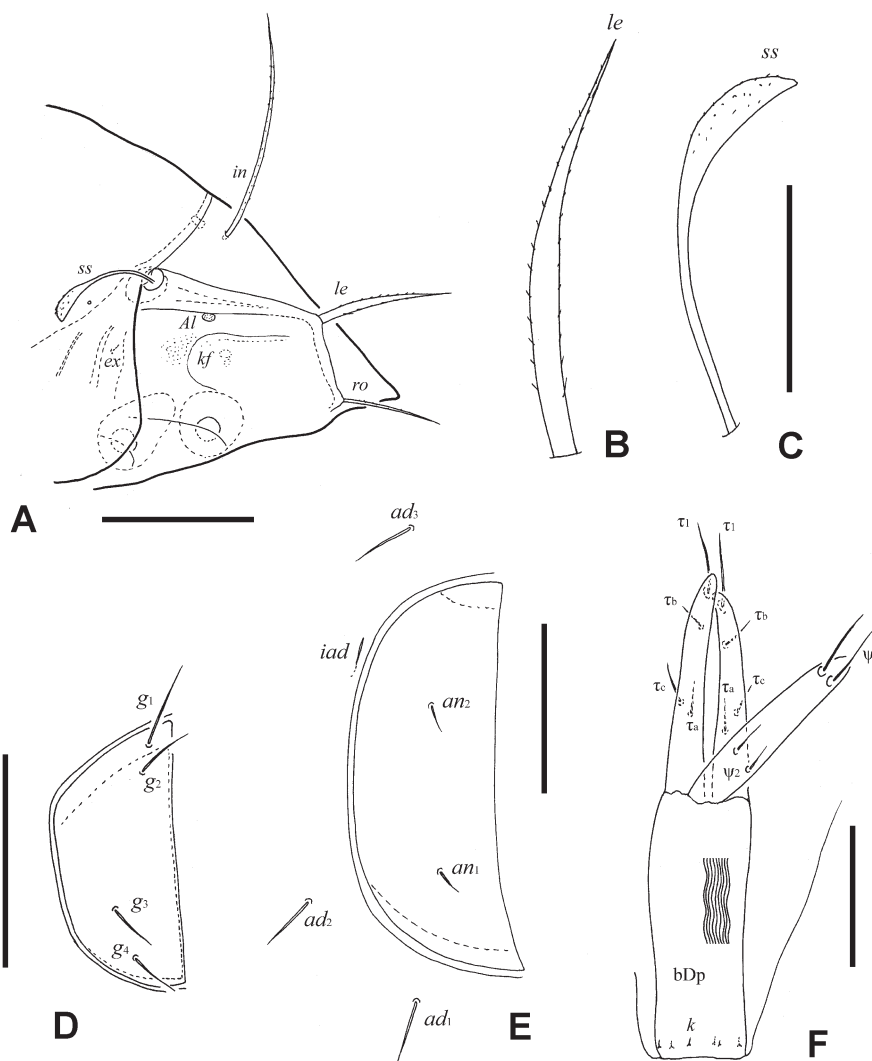 in
ss
le
Al
ex
kf
ro
A
le
B
ss
C
g1
g2
g3
g4
D
ad3
iad
an2
an1
ad2
ad1
E
τ1 τ1
τb τb
τc τa τc
τa
ψ
ψ2
bDp
k
F